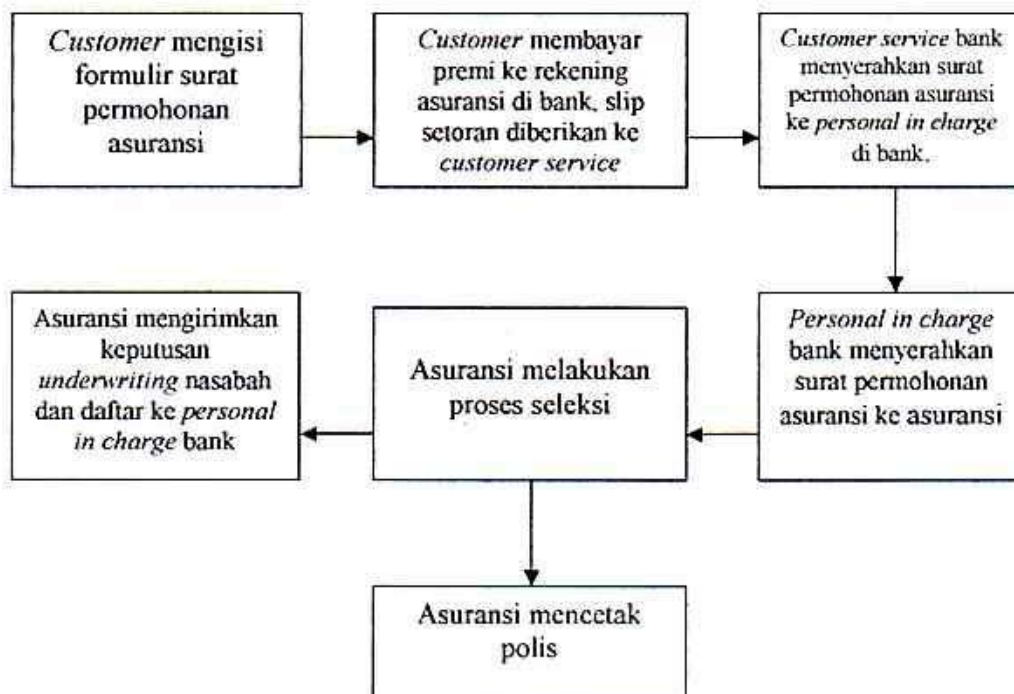 Customer mengisi
formulir surat
permohonan
asuransi
Customer membayar
premi ke rekening
asuransi di bank, slip
setoran diberikan ke
customer service
Customer service bank
menyerahkan surat
permohonan asuransi
ke personal in charge
di bank.
Personal in charge
bank menyerahkan
surat permohonan
asuransi ke asuransi
Asuransi melakukan
proses seleksi
Asuransi mengirimkan
keputusan
underwriting nasabah
dan daftar ke personal
in charge bank
Asuransi mencetak
polis